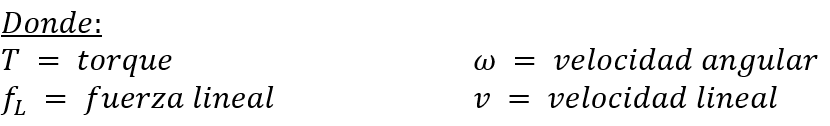 Donde:
T = torque ω = velocidad angular
f_L = fuerza lineal v = velocidad lineal